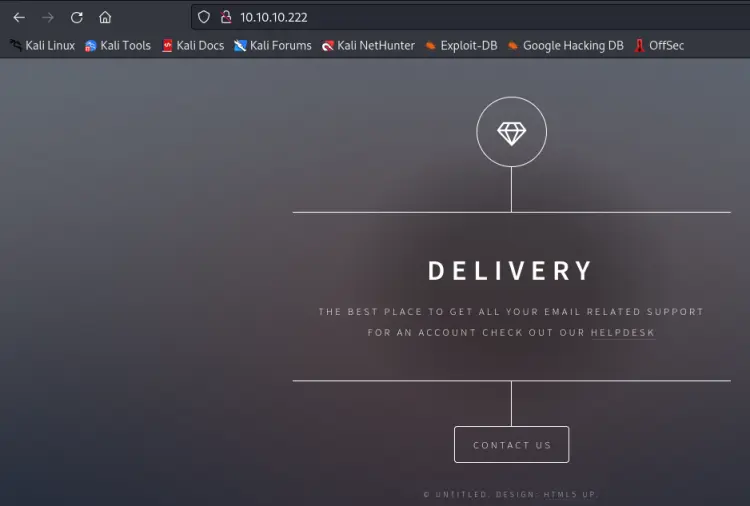 10.10.10.222
Kali Linux Kali Tools Kali Docs Kali Forums Kali NetHunter Exploit-DB Google Hacking DB OffSec
DELIVERY
THE BEST PLACE TO GET ALL YOUR EMAIL RELATED SUPPORT
FOR AN ACCOUNT CHECK OUT OUR HELPDESK
CONTACT US
© UNTITLED. DESIGN: HTML5 UP.